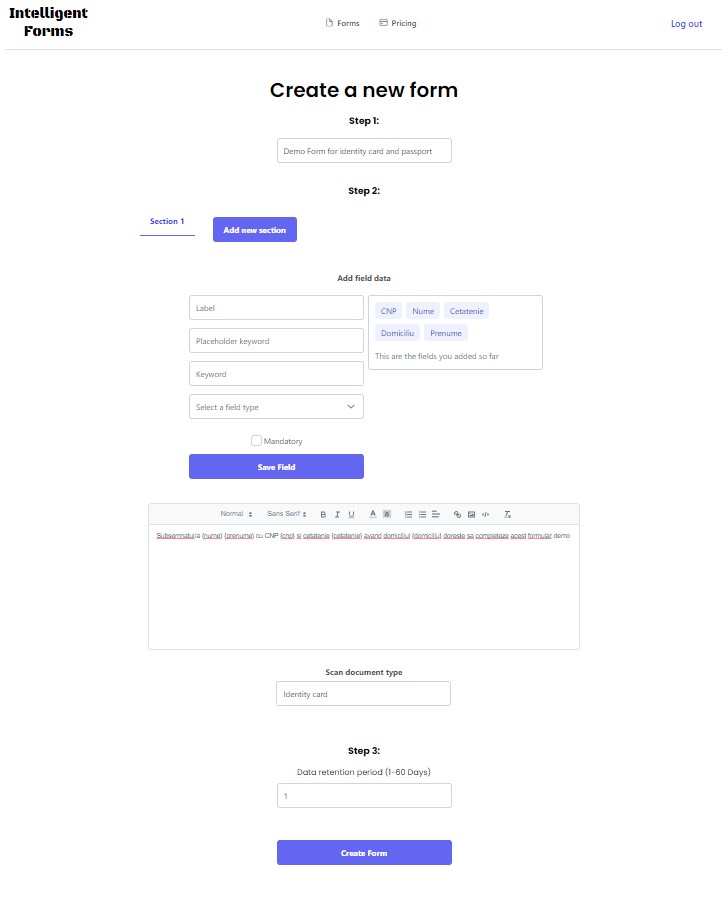 Intelligent
Forms
Forms
Pricing
Log out
Create a new form
Step 1:
Demo Form for identity card and passport
Step 2:
Section 1
Add new section
Add field data
Label
Placeholder keyword
Keyword
Select a field type
Mandatory
Save Field
CNP Nume Cetatenie
Domiciliu Prenume
This are the fields you added so far
Normal Sans Serif B I U A
Subsemnatul/a {nume} {prenume} cu CNP {cnp} si cetatenie {cetatenie} avand domiciliul {domiciliu} doreste sa completeze acest formular demo
Scan document type
Identity card
Step 3:
Data retention period (1-60 Days)
1
Create Form